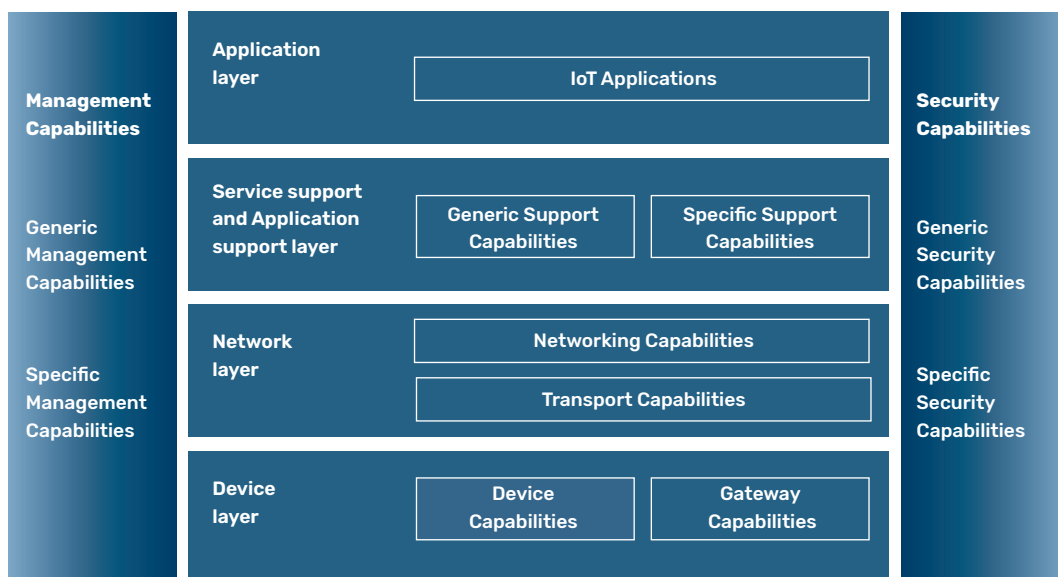 Management
Capabilities
Generic
Management
Capabilities
Specific
Management
Capabilities
Application
layer
IoT Applications
Service support
and Application
support layer
Generic Support
Capabilities
Specific Support
Capabilities
Network
layer
Networking Capabilities
Transport Capabilities
Device
layer
Device
Capabilities
Gateway
Capabilities
Security
Capabilities
Generic
Security
Capabilities
Specific
Security
Capabilities